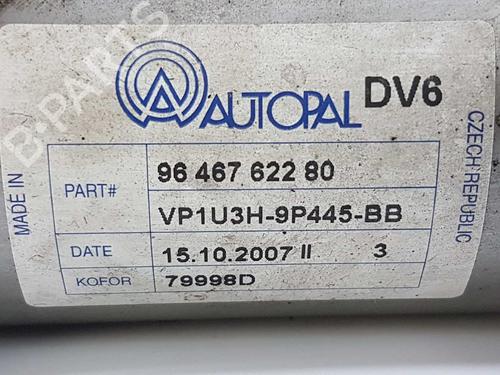 B-PARTS
AUTOPAL DV6
MADE IN
CZECH REPUBLIC
PART# 96 467 622 80
VP1U3H-9P445-BB
DATE 15.10.2007 II 3
KOFOR 79998D